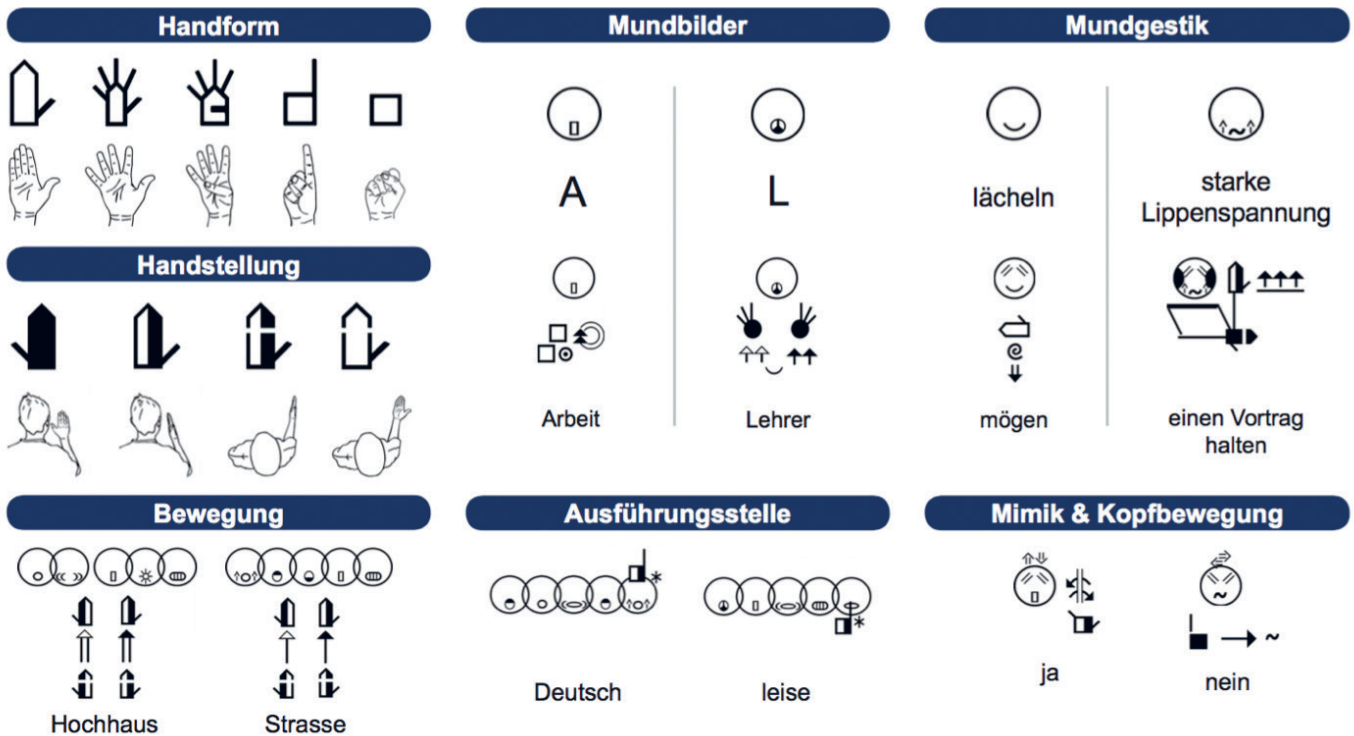 Handform
Handstellung
Bewegung
Hochhaus
Strasse
Mundbilder
A
L
Arbeit
Lehrer
Ausführungsstelle
Deutsch
leise
Mundgestik
lächeln
starke
Lippenspannung
mögen
einen Vortrag
halten
Mimik & Kopfbewegung
ja
nein